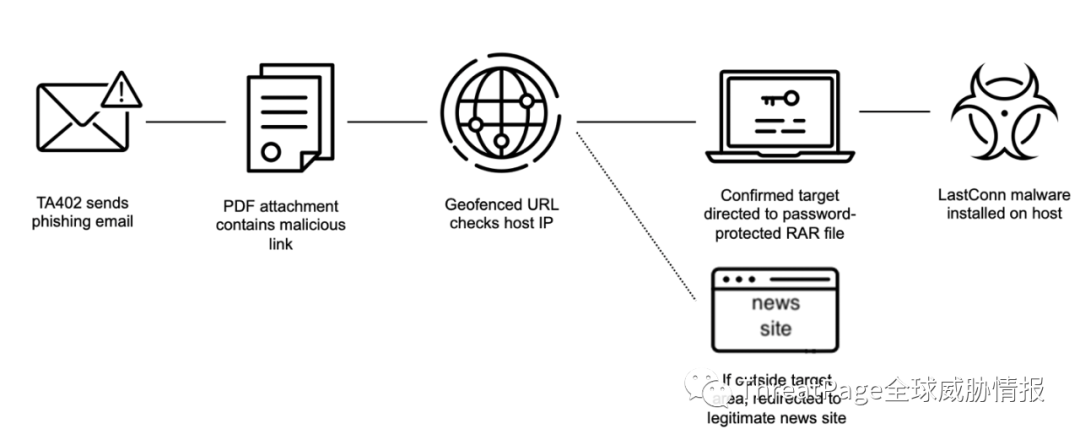 TA402 sends
phishing email
PDF attachment
contains malicious
link
Geofenced URL
checks host IP
Confirmed target
directed to password-
protected RAR file
LastConn malware
installed on host
news
site
If outside target
area, redirected to
legitimate news site
ThreatPage全球威胁情报